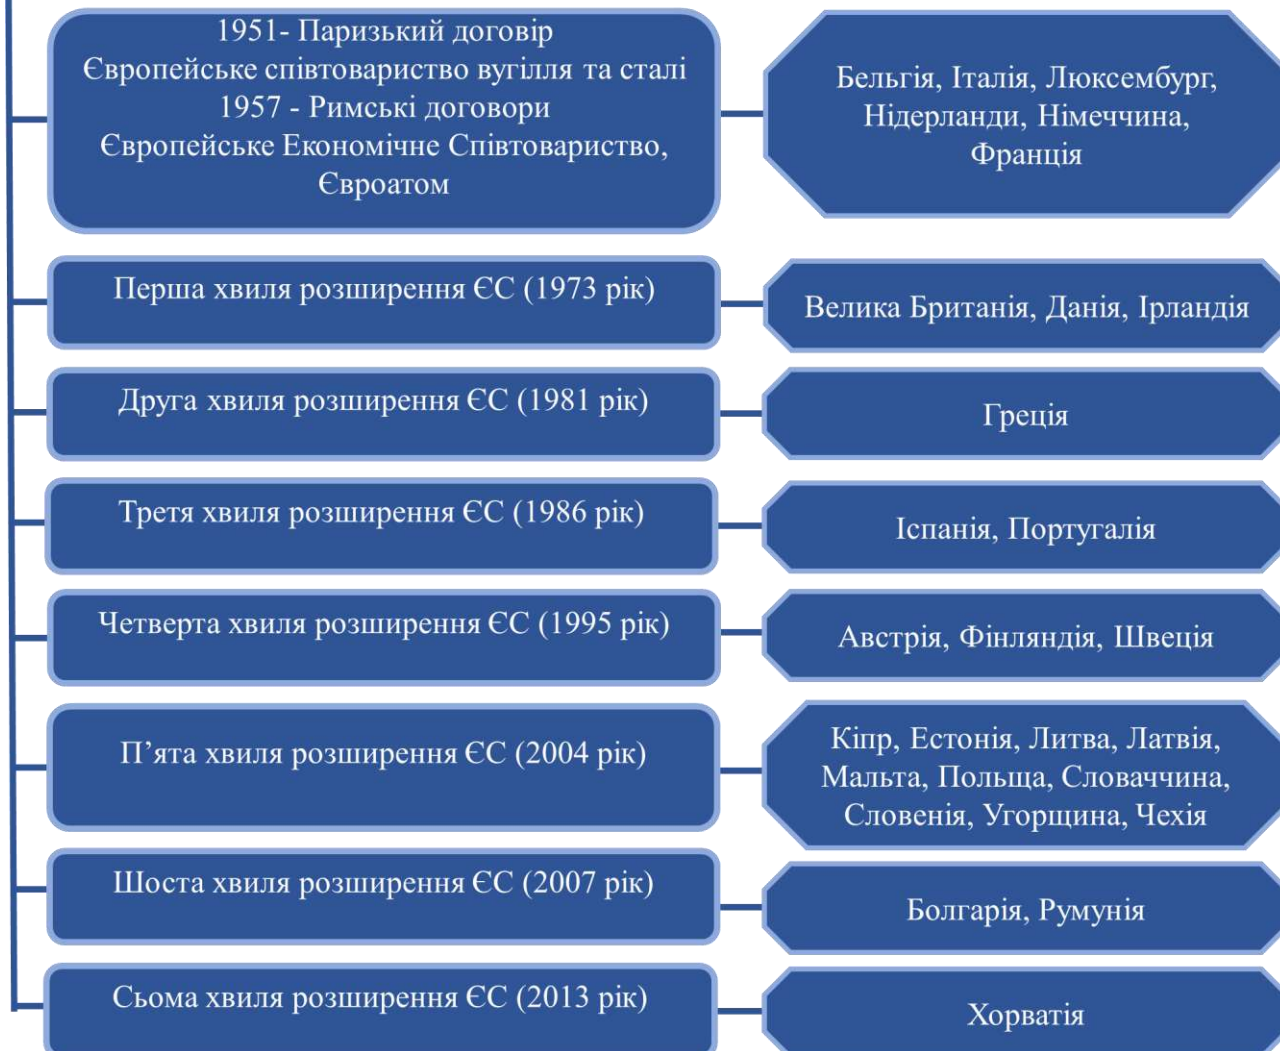 1951- Паризький договір
Європейське співтовариство вугілля та сталі
1957 - Римські договори
Європейське Економічне Співтовариство,
Євроатом
Бельгія, Італія, Люксембург,
Нідерланди, Німеччина,
Франція
Перша хвиля розширення ЄС (1973 рік)
Велика Британія, Данія, Ірландія
Друга хвиля розширення ЄС (1981 рік)
Греція
Третя хвиля розширення ЄС (1986 рік)
Іспанія, Португалія
Четверта хвиля розширення ЄС (1995 рік)
Австрія, Фінляндія, Швеція
П’ята хвиля розширення ЄС (2004 рік)
Кіпр, Естонія, Литва, Латвія,
Мальта, Польща, Словаччина,
Словенія, Угорщина, Чехія
Шоста хвиля розширення ЄС (2007 рік)
Болгарія, Румунія
Сьома хвиля розширення ЄС (2013 рік)
Хорватія